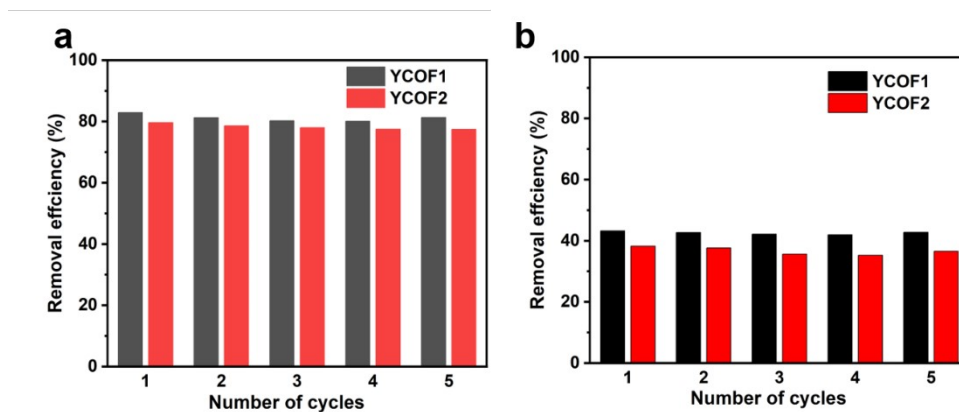 a
100
80
60
40
20
0
Removal effciency (%)
YCOF1
YCOF2
1 2 3 4 5
Number of cycles
b
100
80
60
40
20
0
Removal effciency (%)
YCOF1
YCOF2
1 2 3 4 5
Number of cycles